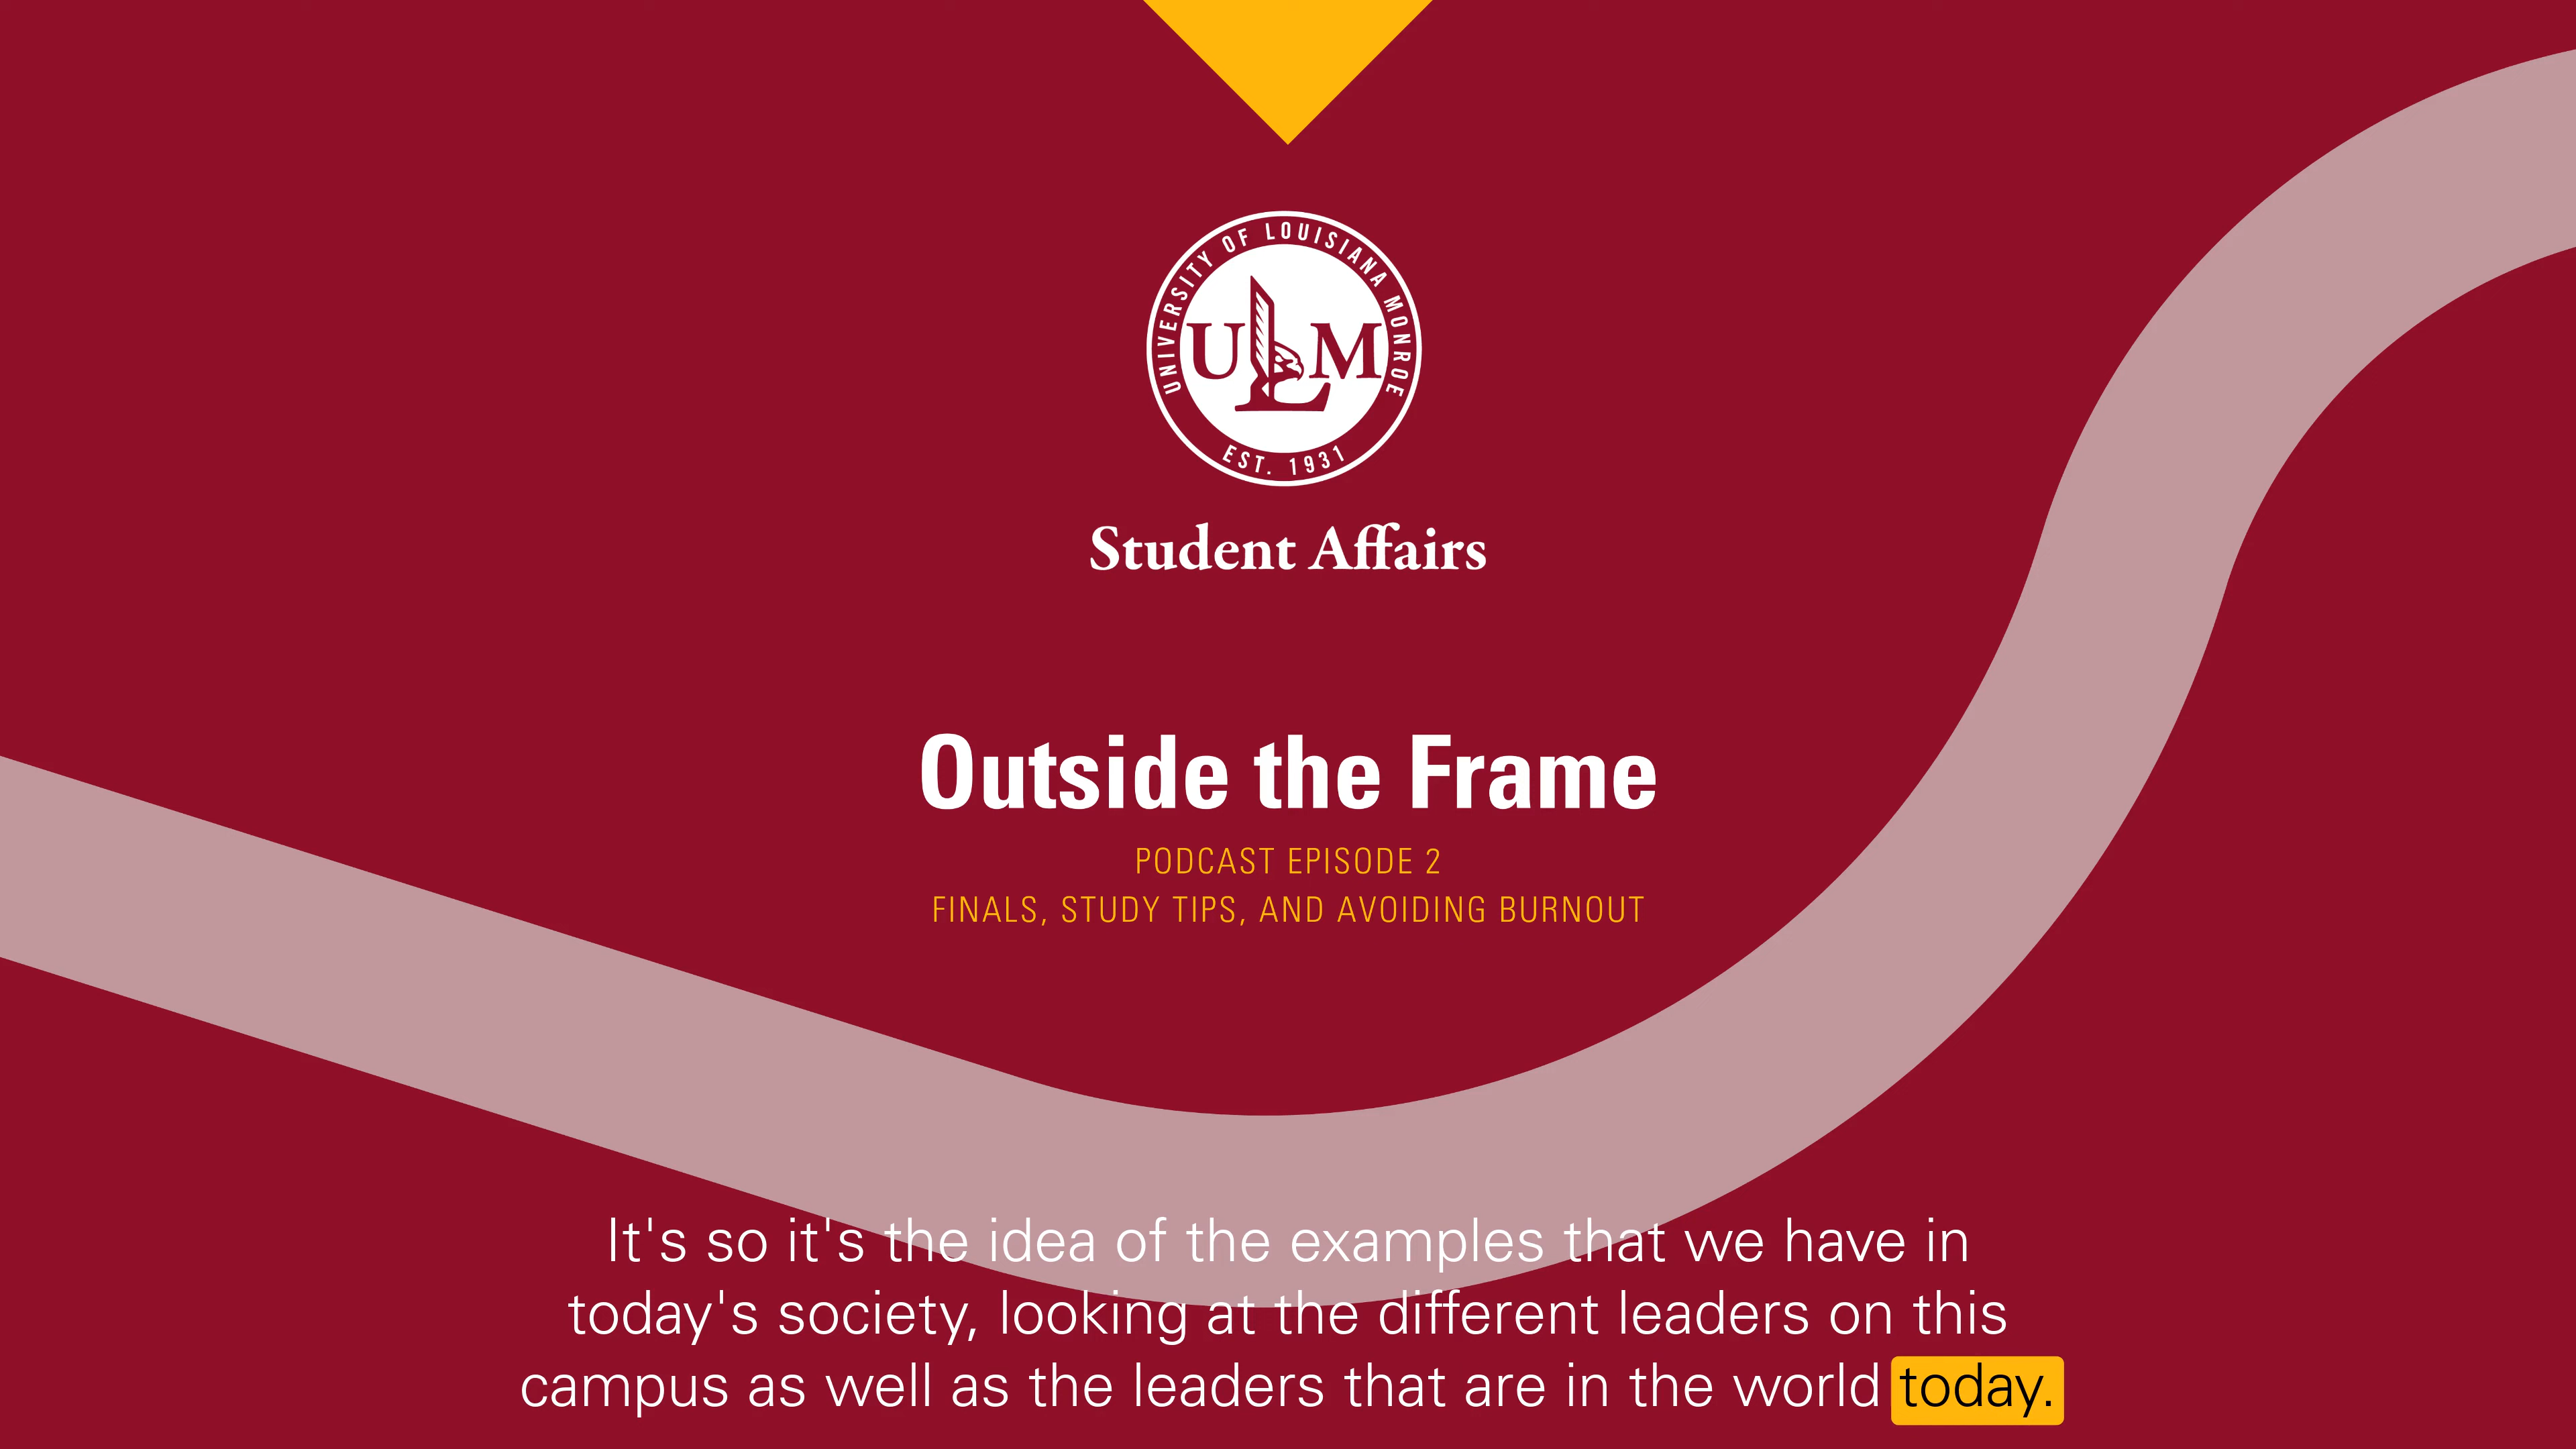 UNIVERSITY OF LOUISIANA MONROE
ULM
EST. 1931
Student Affairs
Outside the Frame
PODCAST EPISODE 2
FINALS, STUDY TIPS, AND AVOIDING BURNOUT
It's so it's the idea of the examples that we have in
today's society, looking at the different leaders on this
campus as well as the leaders that are in the world today.